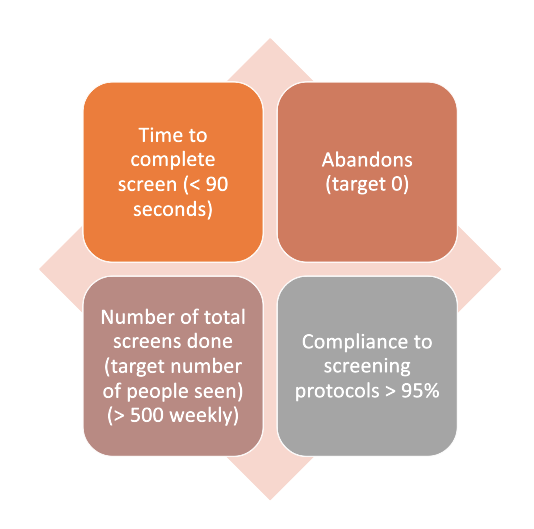 Time to
complete
screen (< 90
seconds)
Abandons
(target 0)
Number of total
screens done
(target number
of people seen)
(> 500 weekly)
Compliance to
screening
protocols > 95%